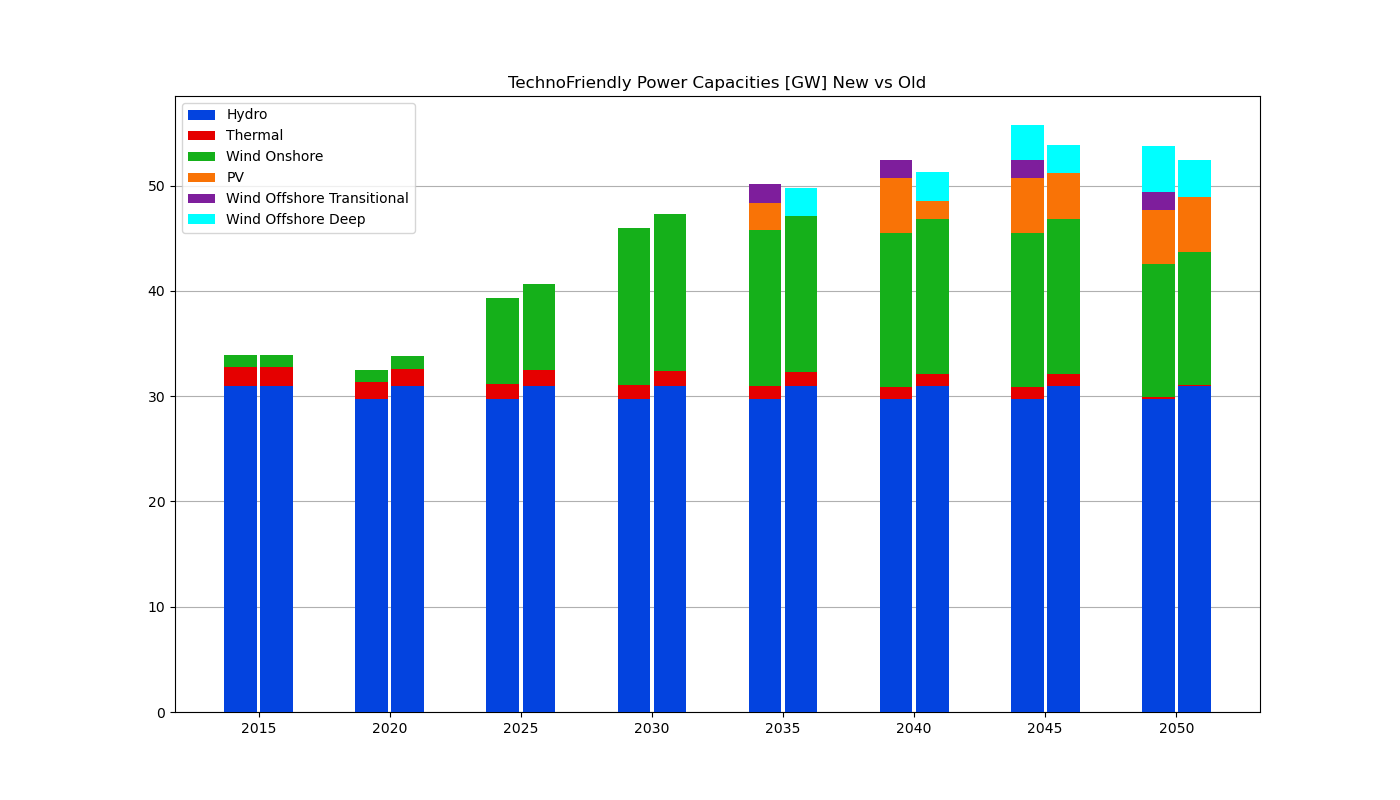 TechnoFriendly Power Capacities [GW] New vs Old
Hydro
Thermal
Wind Onshore
PV
Wind Offshore Transitional
Wind Offshore Deep
50
40
30
20
10
0
2015 2020 2025 2030 2035 2040 2045 2050